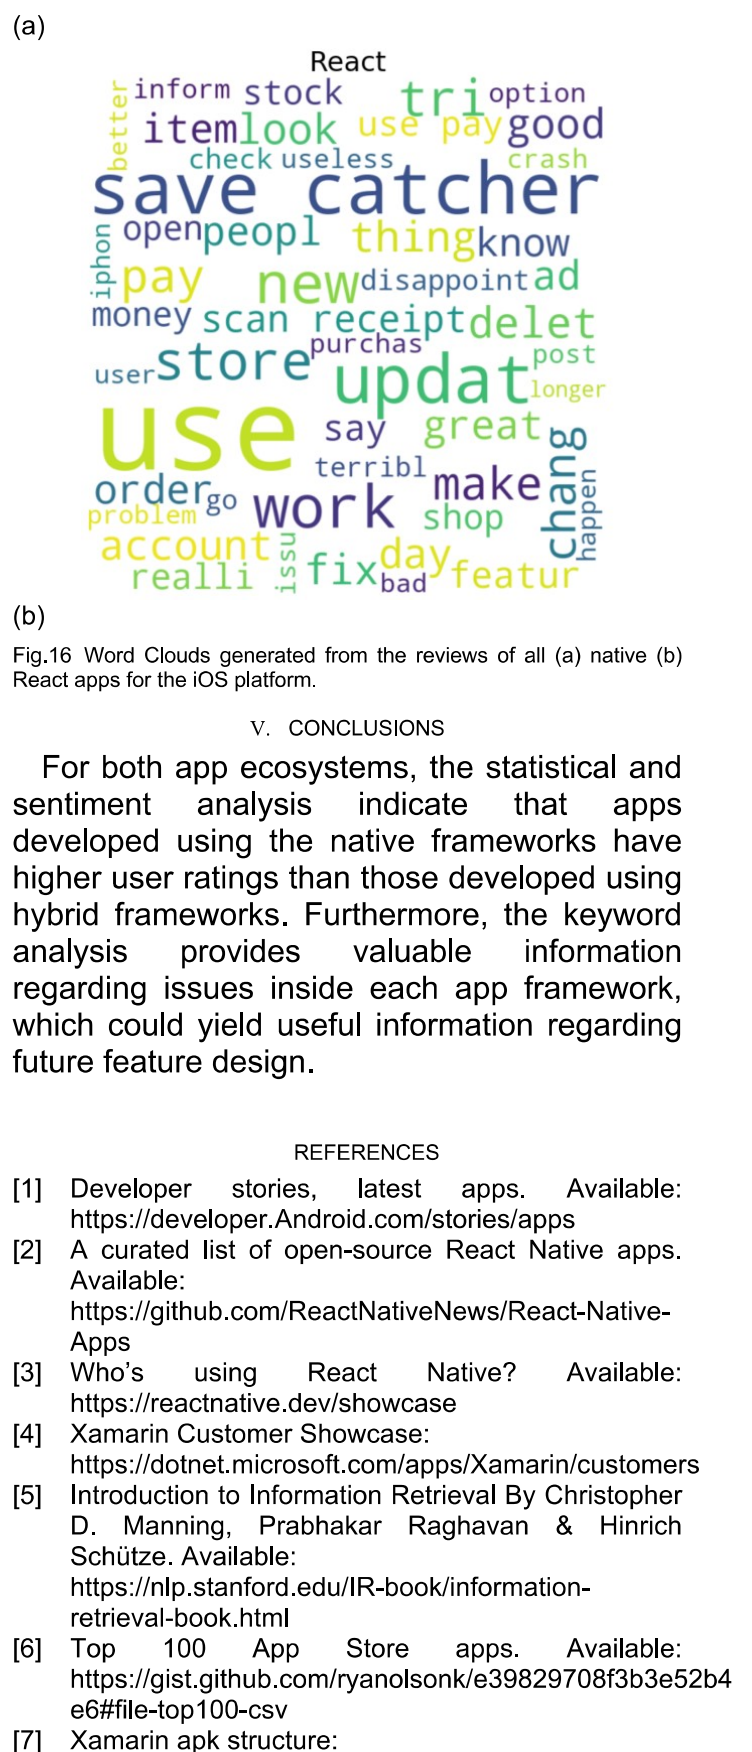 (a)
React
better inform stock tri option
item look use pay good
check useless crash
save catcher
iphon open peopl thing know
pay new disappoint ad
money scan receipt delet
user store purchas updat post
longer
use say great chang
terribl
order go work make happen
problem shop
account issu fix day featur
realli bad
(b)
Fig.16 Word Clouds generated from the reviews of all (a) native (b)
React apps for the iOS platform.
V. CONCLUSIONS
For both app ecosystems, the statistical and
sentiment analysis indicate that apps
developed using the native frameworks have
higher user ratings than those developed using
hybrid frameworks. Furthermore, the keyword
analysis provides valuable information
regarding issues inside each app framework,
which could yield useful information regarding
future feature design.
REFERENCES
[1] Developer stories, latest apps. Available:
https://developer.Android.com/stories/apps
[2] A curated list of open-source React Native apps.
Available:
https://github.com/ReactNativeNews/React-Native-
Apps
[3] Who’s using React Native? Available:
https://reactnative.dev/showcase
[4] Xamarin Customer Showcase:
https://dotnet.microsoft.com/apps/Xamarin/customers
[5] Introduction to Information Retrieval By Christopher
D. Manning, Prabhakar Raghavan & Hinrich
Schütze. Available:
https://nlp.stanford.edu/IR-book/information-
retrieval-book.html
[6] Top 100 App Store apps. Available:
https://gist.github.com/ryanolsonk/e39829708f3b3e52b4
e6#file-top100-csv
[7] Xamarin apk structure: